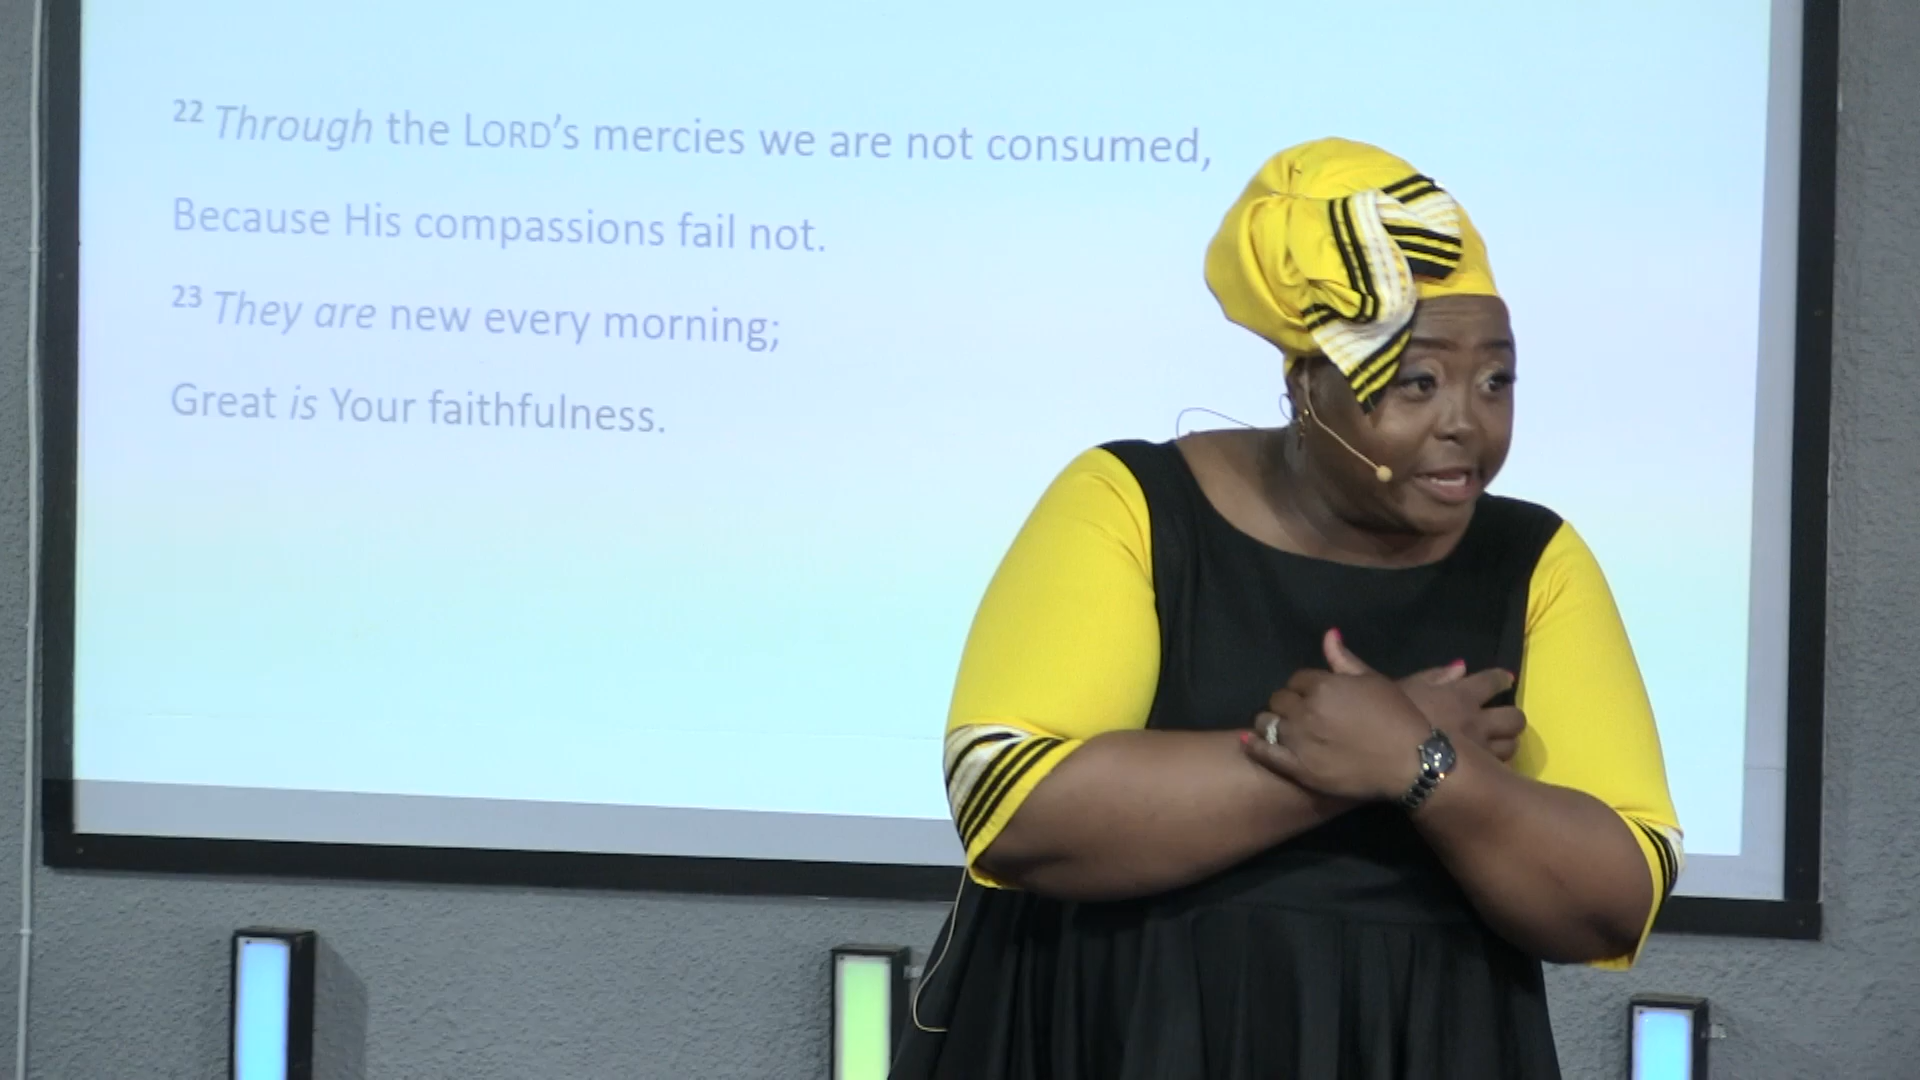 22 Through the LORD's mercies we are not consumed,
Because His compassions fail not.
23 They are new every morning;
Great is Your faithfulness.